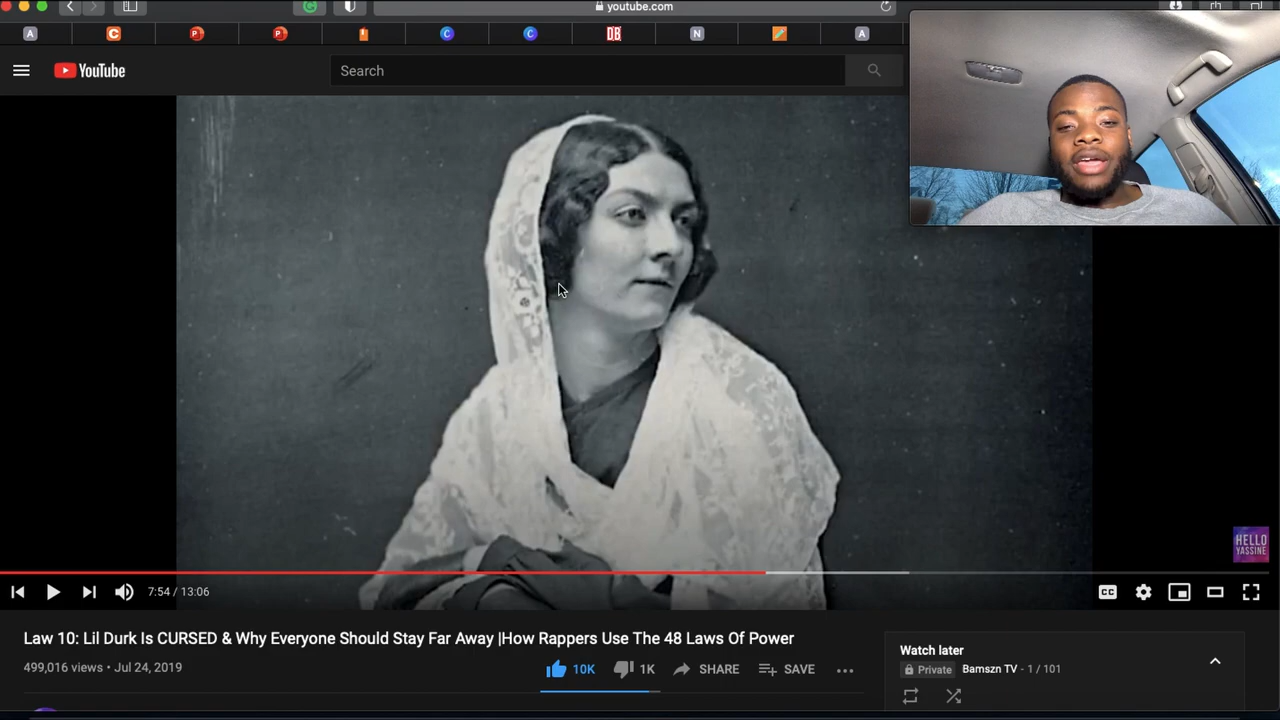 youtube.com
A
C
P
P
C
C
DB
N
A
YouTube
Search
HELLO
YASSINE
7:54 / 13:06
CC
Law 10: Lil Durk Is CURSED & Why Everyone Should Stay Far Away |How Rappers Use The 48 Laws Of Power
499,016 views • Jul 24, 2019
10K
1K
SHARE
SAVE
Watch later
Private
Bamszn TV - 1 / 101